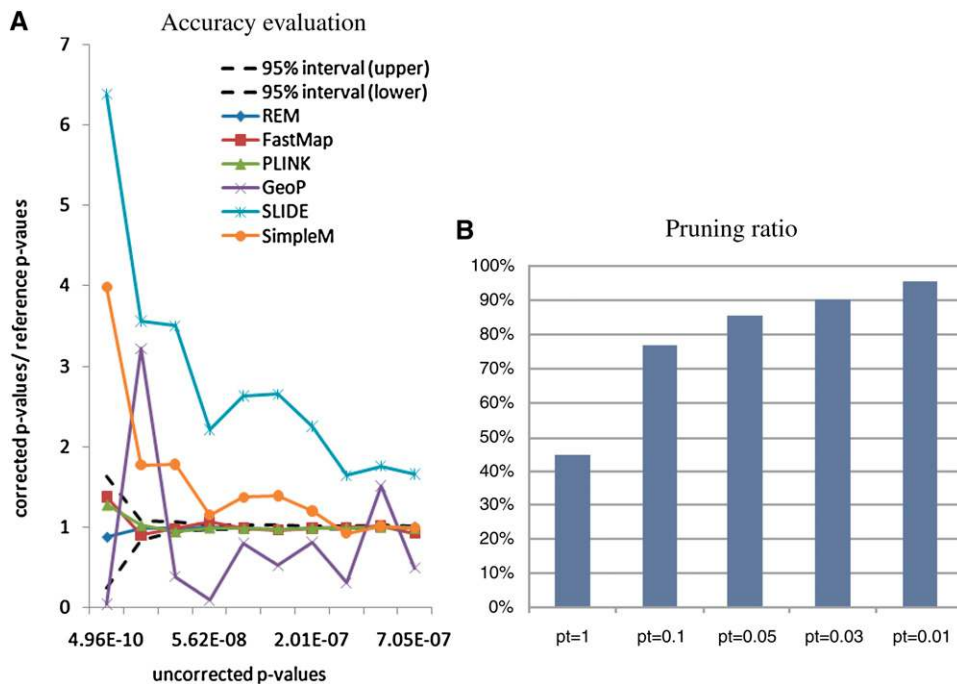 A
Accuracy evaluation
7
6
5
4
3
2
1
0
95% interval (upper)
95% interval (lower)
REM
FastMap
PLINK
GeoP
SLIDE
SimpleM
corrected p-values/ reference p-vaues
4.96E-10 5.62E-08 2.01E-07 7.05E-07
uncorrected p-values
B
Pruning ratio
100%
90%
80%
70%
60%
50%
40%
30%
20%
10%
0%
pt=1 pt=0.1 pt=0.05 pt=0.03 pt=0.01